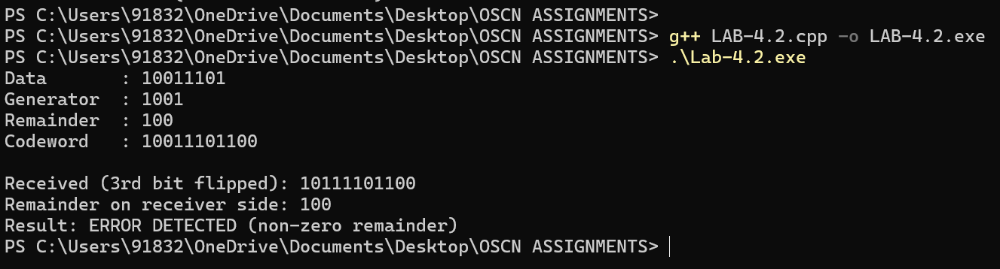 PS C:\Users\91832\OneDrive\Documents\Desktop\OSCN ASSIGNMENTS>
PS C:\Users\91832\OneDrive\Documents\Desktop\OSCN ASSIGNMENTS> g++ LAB-4.2.cpp -o LAB-4.2.exe
PS C:\Users\91832\OneDrive\Documents\Desktop\OSCN ASSIGNMENTS> .\Lab-4.2.exe
Data       : 10011101
Generator  : 1001
Remainder  : 100
Codeword   : 10011101100
Received (3rd bit flipped): 10111101100
Remainder on receiver side: 100
Result: ERROR DETECTED (non-zero remainder)
PS C:\Users\91832\OneDrive\Documents\Desktop\OSCN ASSIGNMENTS>